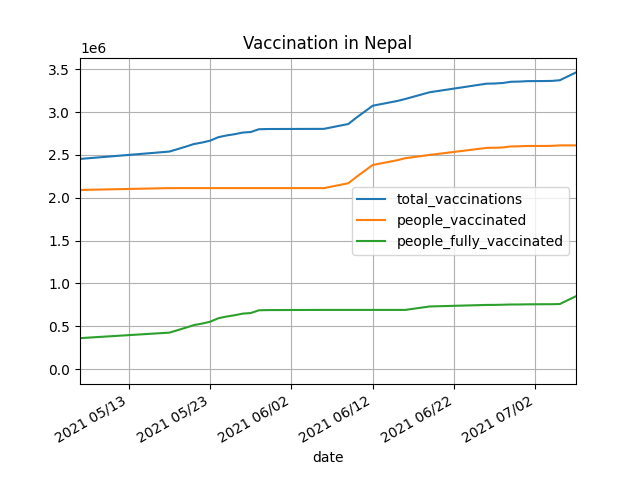 Vaccination in Nepal
1e6
3.5
3.0
2.5
2.0
1.5
1.0
0.5
0.0
total_vaccinations
people_vaccinated
people_fully_vaccinated
2021 05/13
2021 05/23
2021 06/02
2021 06/12
2021 06/22
2021 07/02
date